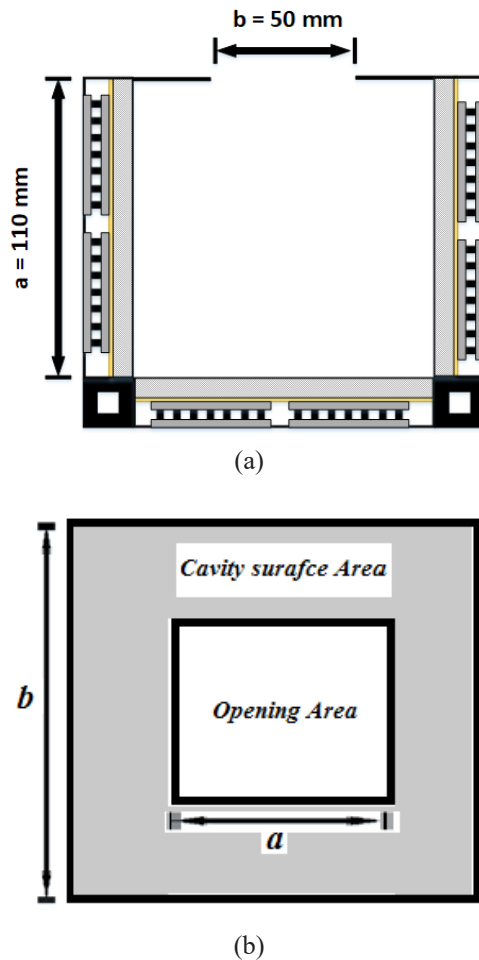 b = 50 mm
a = 110 mm
(a)
Cavity surafce Area
b
Opening Area
a
(b)